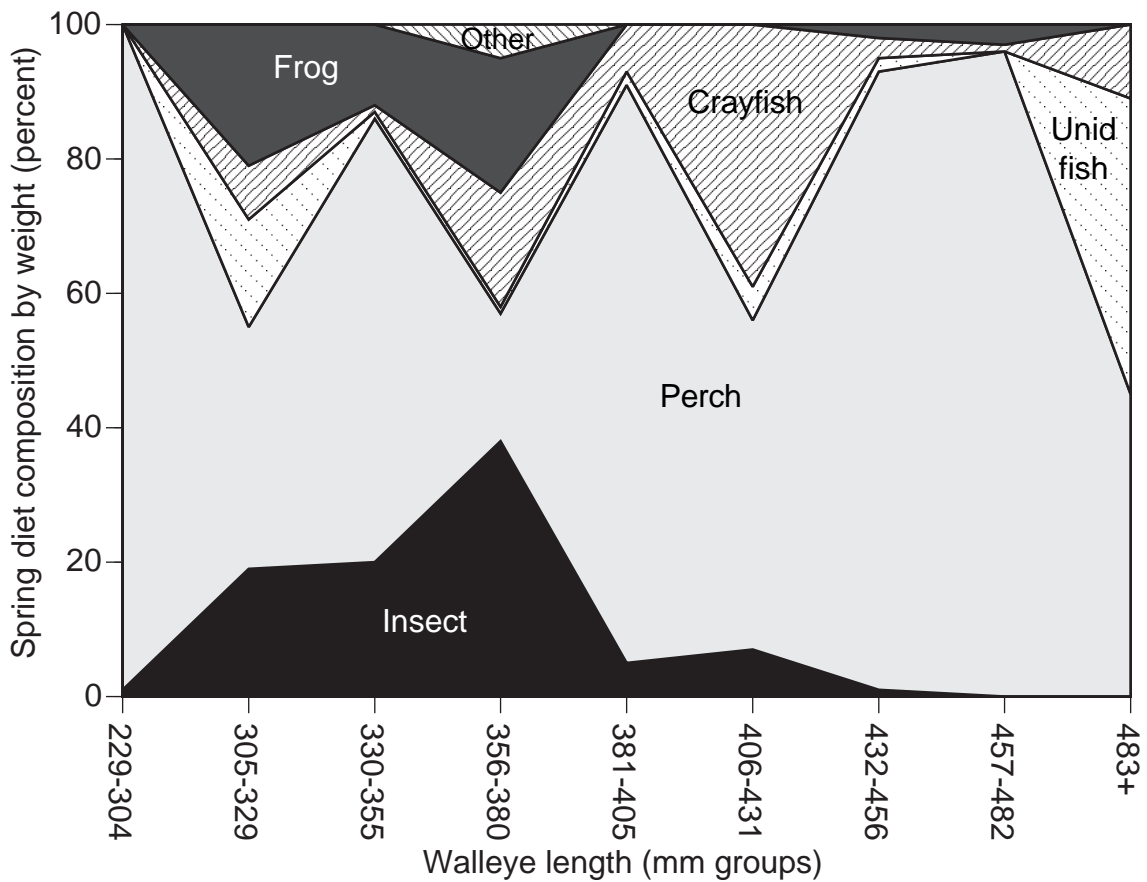 Spring diet composition by weight (percent)
100
80
60
40
20
0
Other
Frog
Crayfish
Unid
fish
Perch
Insect
229-304
305-329
330-355
356-380
381-405
406-431
432-456
457-482
483+
Walleye length (mm groups)